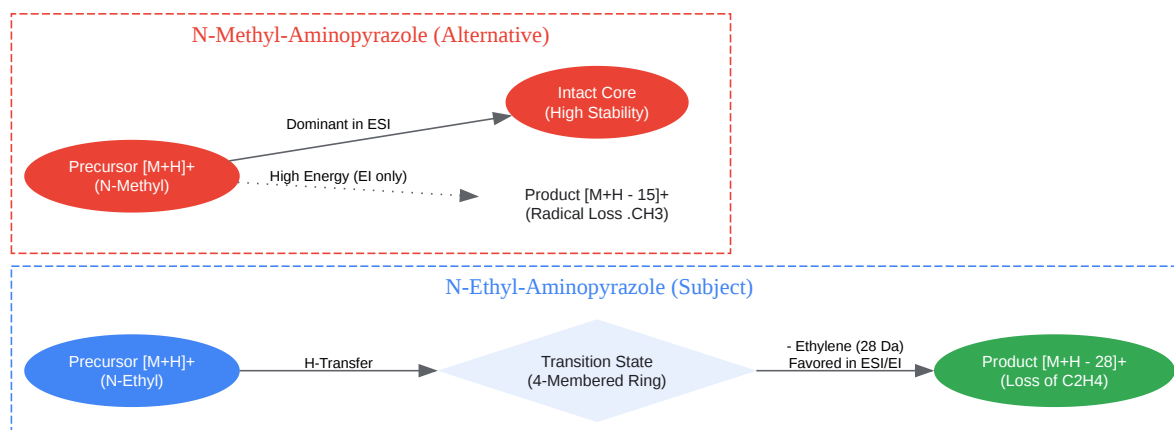 N-Methyl-Aminopyrazole (Alternative)
Intact Core
(High Stability)
Dominant in ESI
Precursor [M+H]+
(N-Methyl)
High Energy (EI only)
Product [M+H - 15]+
(Radical Loss .CH3)
N-Ethyl-Aminopyrazole (Subject)
Precursor [M+H]+
(N-Ethyl)
H-Transfer
Transition State
(4-Membered Ring)
- Ethylene (28 Da)
Favored in ESI/EI
Product [M+H - 28]+
(Loss of C2H4)